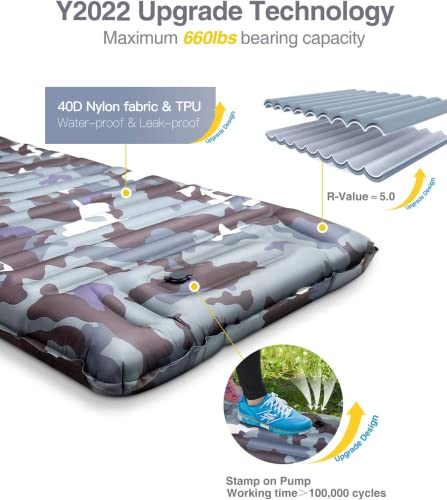 Y2022 Upgrade Technology
Maximum 660lbs bearing capacity
40D Nylon fabric & TPU
Water-proof & Leak-proof
Upgrade Design
R-Value ≈ 5.0
Upgrade Design
Upgrade Design
Stamp on Pump
Working time>100,000 cycles